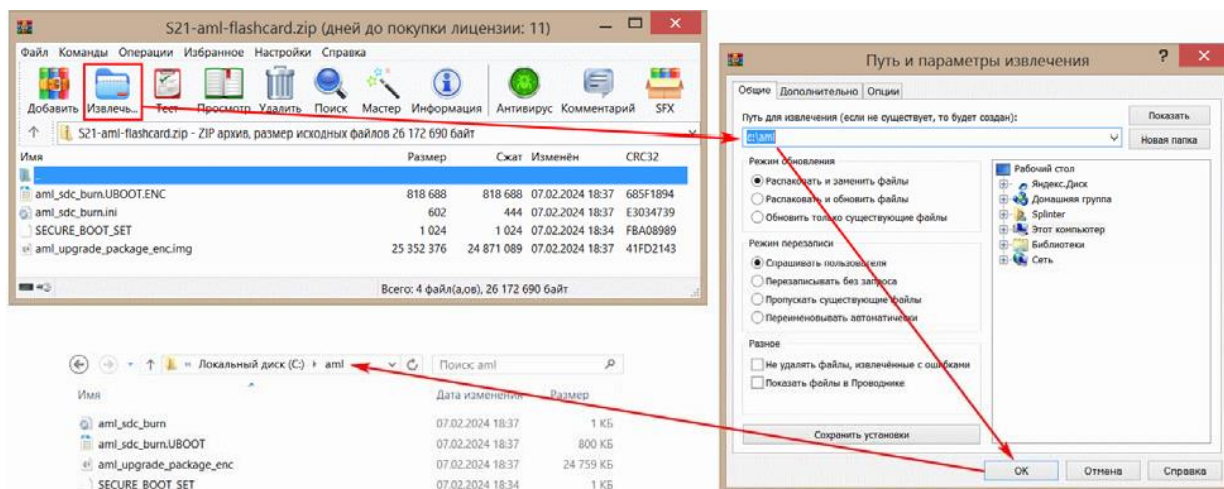 S21-aml-flashcard.zip (дней до покупки лицензии: 11)
Файл Команды Операции Избранное Настройки Справка
Добавить Извлечь... Тест Просмотр Удалить Поиск Мастер Информация Антивирус Комментарий SFX
S21-aml-flashcard.zip - ZIP архив, размер исходных файлов 26 172 690 байт
Имя Размер Сжат Изменён CRC32
..
aml_sdc_burn.UBOOT.ENC 818 688 818 688 07.02.2024 18:37 685F1894
aml_sdc_burn.ini 602 444 07.02.2024 18:37 E3034739
SECURE_BOOT_SET 1 024 1 024 07.02.2024 18:34 FBA08989
aml_upgrade_package_enc.img 25 352 376 24 871 089 07.02.2024 18:37 41FD2143
Всего: 4 файл(а,ов), 26 172 690 байт
Путь и параметры извлечения ?
Общие Дополнительно Опции
Путь для извлечения (если не существует, то будет создан):
Показать
c:\aml
Новая папка
Режим обновления
Распаковать и заменить файлы
Распаковать и обновить файлы
Обновить только существующие файлы
Режим перезаписи
Спрашивать пользователя
Перезаписывать без запроса
Пропускать существующие файлы
Переименовывать автоматически
Разное
Не удалять файлы, извлечённые с ошибками
Показать файлы в Проводнике
Сохранить установки
Рабочий стол
Яндекс.Диск
Домашняя группа
Splinter
Этот компьютер
Библиотеки
Сеть
ОК Отмена Справка
Локальный диск (C:) aml
Поиск: aml
Имя Дата изменения Размер
aml_sdc_burn 07.02.2024 18:37 1 КБ
aml_sdc_burn.UBOOT 07.02.2024 18:37 800 КБ
aml_upgrade_package_enc 07.02.2024 18:37 24 759 КБ
SECURE_BOOT_SET 07.02.2024 18:34 1 КБ